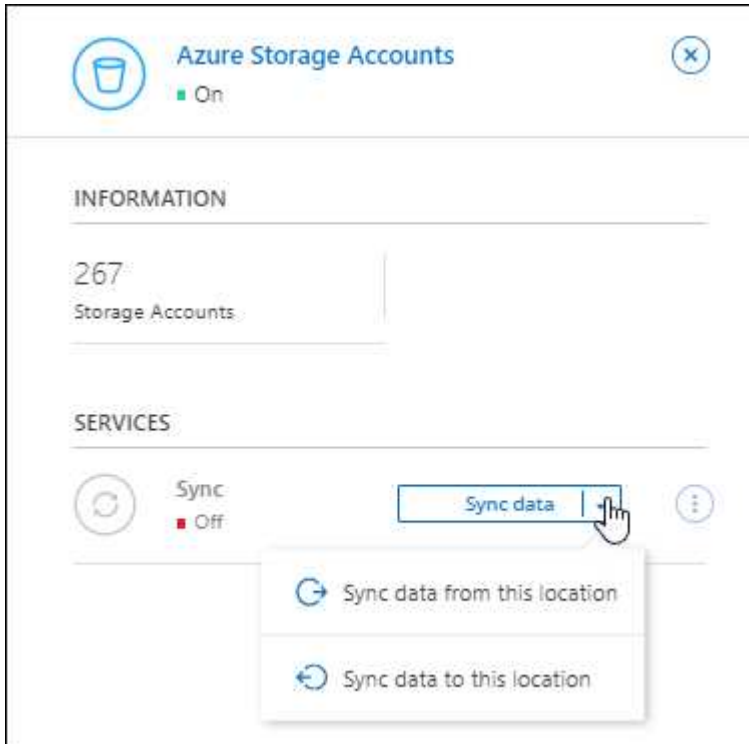 Azure Storage Accounts
On
INFORMATION
267
Storage Accounts
SERVICES
Sync
Off
Sync data
Sync data from this location
Sync data to this location